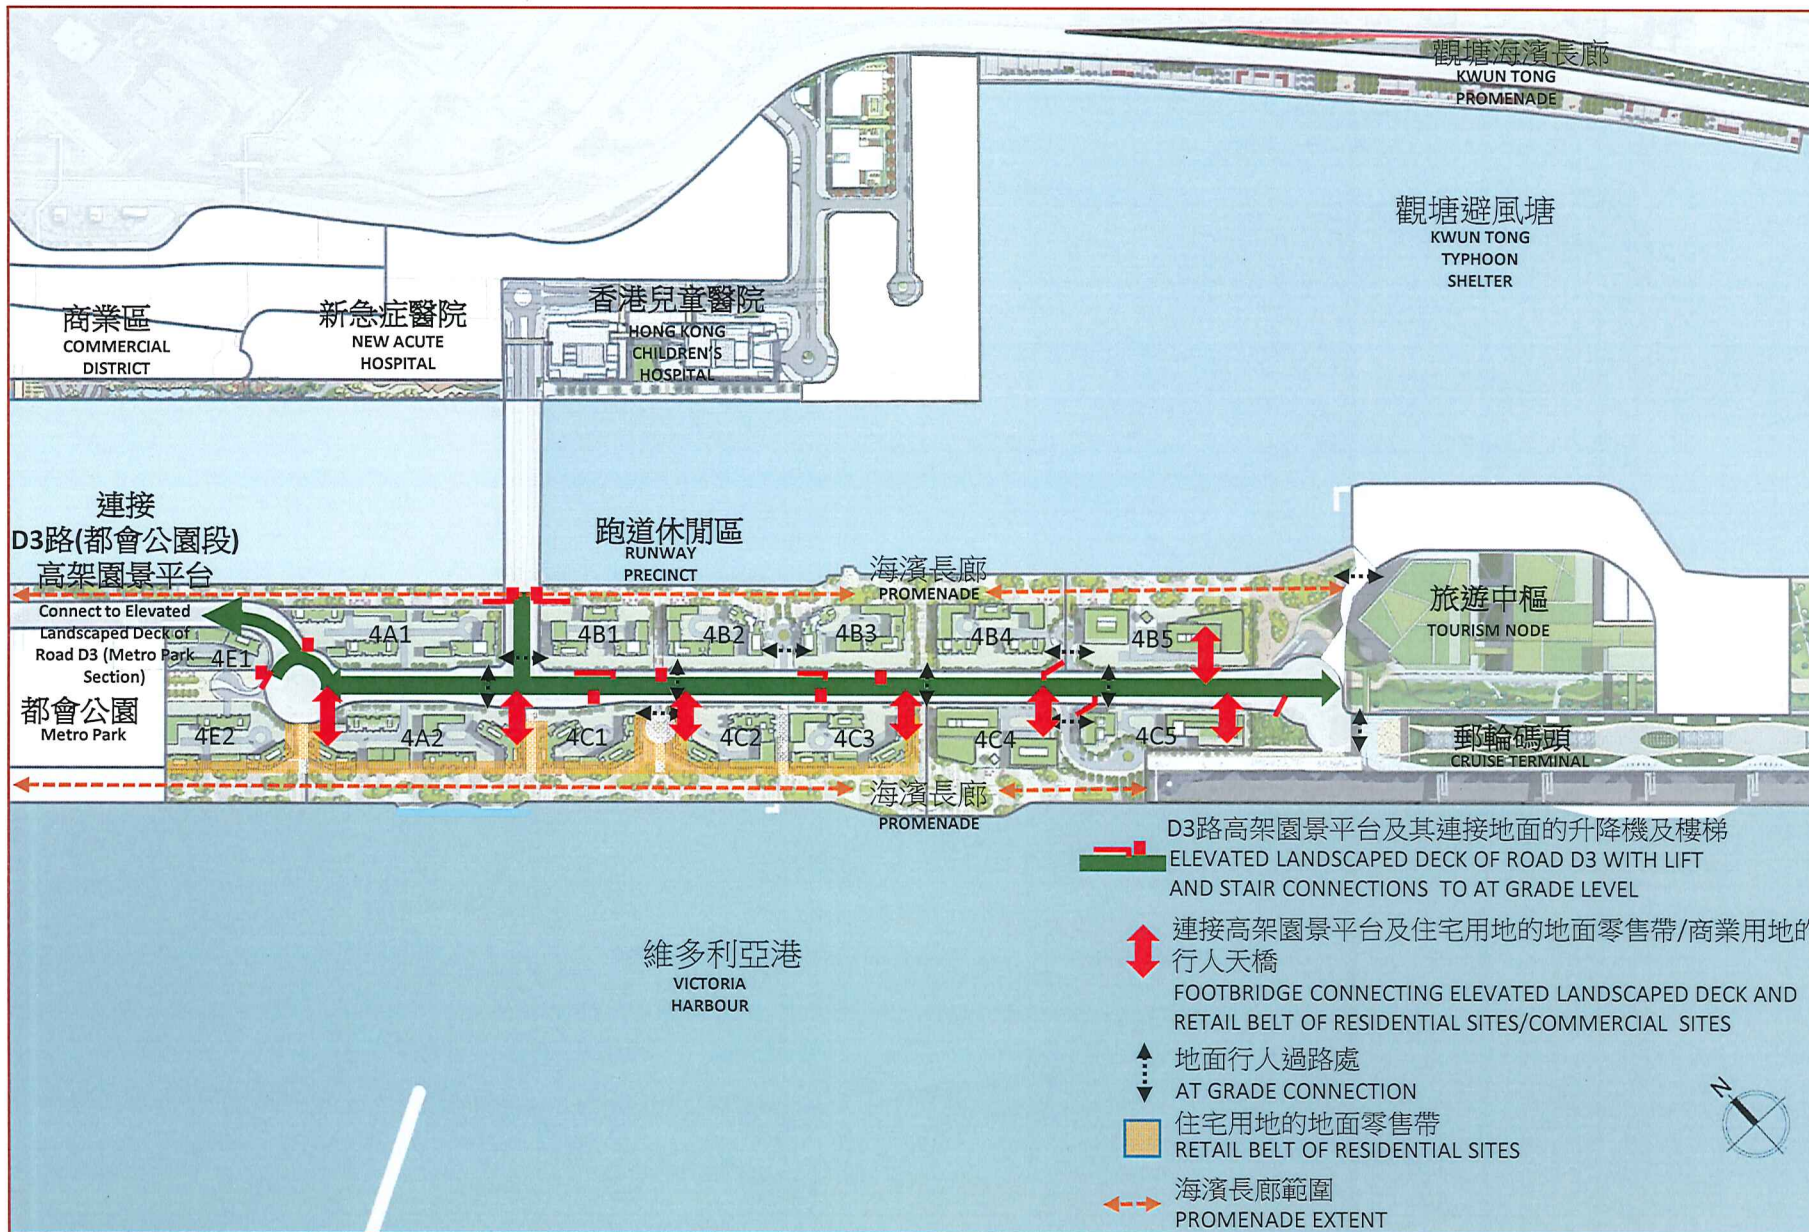 觀塘海濱長廊
KWUN TONG
PROMENADE
觀塘避風塘
KWUN TONG
TYPHOON
SHELTER
商業區
COMMERCIAL
DISTRICT
新急症醫院
NEW ACUTE
HOSPITAL
香港兒童醫院
HONG KONG
CHILDREN'S
HOSPITAL
連接
D3路(都會公園段)
高架園景平台
Connect to Elevated
Landscaped Deck of
Road D3 (Metro Park
Section)
跑道休閒區
RUNWAY
PRECINCT
海濱長廊
PROMENADE
旅遊中樞
TOURISM NODE
4E1
4A1
4B1
4B2
4B3
4B4
4B5
都會公園
Metro Park
4E2
4A2
4C1
4C2
4C3
4C4
4C5
郵輪碼頭
CRUISE TERMINAL
海濱長廊
PROMENADE
維多利亞港
VICTORIA
HARBOUR
D3路高架園景平台及其連接地面的升降機及樓梯
ELEVATED LANDSCAPED DECK OF ROAD D3 WITH LIFT
AND STAIR CONNECTIONS TO AT GRADE LEVEL
連接高架園景平台及住宅用地的地面零售帶/商業用地的
行人天橋
FOOTBRIDGE CONNECTING ELEVATED LANDSCAPED DECK AND
RETAIL BELT OF RESIDENTIAL SITES/COMMERCIAL SITES
地面行人過路處
AT GRADE CONNECTION
住宅用地的地面零售帶
RETAIL BELT OF RESIDENTIAL SITES
海濱長廊範圍
PROMENADE EXTENT
N